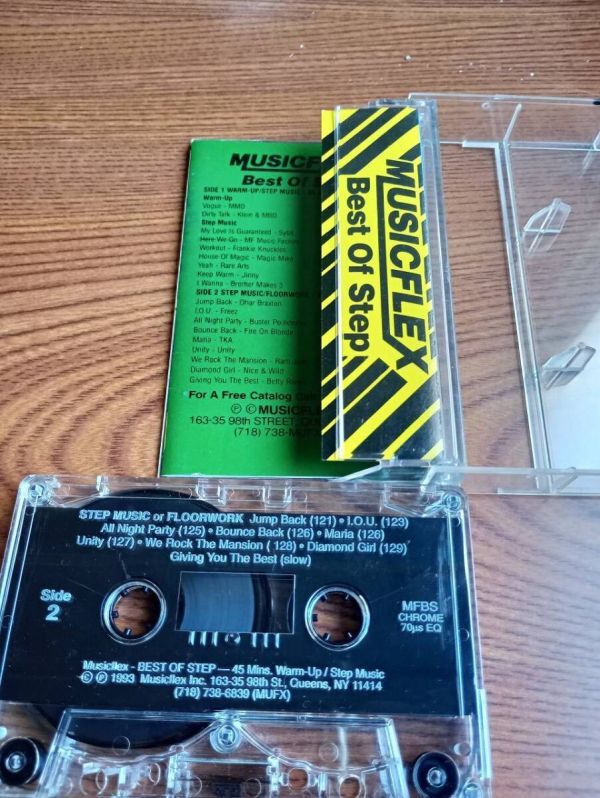 MUSICF
Best Of
SIDE 1 WARM-UP/STEP MUSIC
Warm-Up
Vogue - MMD
Dirty Talk - Klein & MBO
Step Music
My Love Is Guaranteed - Sybil
Here We Go - MF Music Factory
Workout - Frankie Knuckles
House Of Magic - Magic Mike
Yeah - Rare Arts
Keep Warm - Jinny
I Wanna - Brother Makes 3
SIDE 2 STEP MUSIC/FLOORWORK
Jump Back - Dhar Braxton
I.O.U. - Freez
All Night Party - Buster Poindexter
Bounce Back - Fire On Blonde
Maria - TKA
Unity - Unity
We Rock The Mansion -
Diamond Girl - Nice & Wild
Giving You The Best - Betty
For A Free Catalog Call
Ⓟ © MUSICFL
163-35 98th STREET, QU
(718) 738-MUFX
MUSICFLEX
Best Of Step
STEP MUSIC or FLOORWORK Jump Back (121) • I.O.U. (123)
All Night Party (125) • Bounce Back (126) • Maria (126)
Unity (127) • We Rock The Mansion ( 128) • Diamond Girl (129)
Giving You The Best (slow)
Side
2
MFBS
CHROME
70µs EQ
Musicflex - BEST OF STEP — 45 Mins. Warm-Up / Step Music
© Ⓟ 1993 Musicflex Inc. 163-35 98th St., Queens, NY 11414
(718) 738-6839 (MUFX)